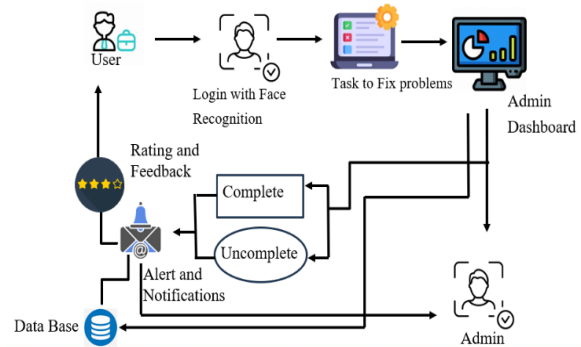 User
Login with Face
Recognition
Task to Fix problems
Admin
Dashboard
Rating and
Feedback
Complete
Uncomplete
@
Alert and
Notifications
Data Base
Admin